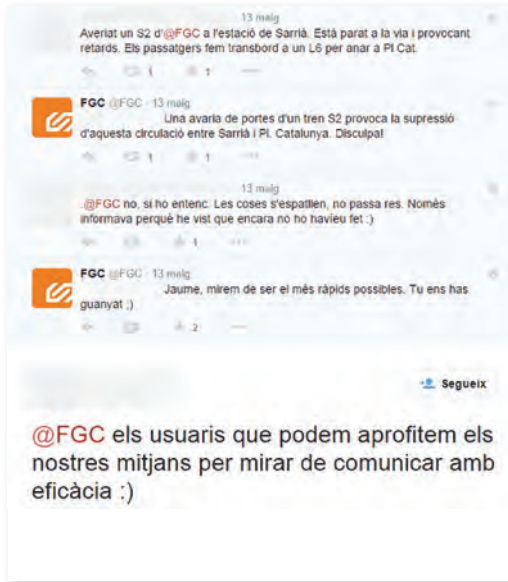 13 maig
Averiat un S2 d'@FGC a l'estació de Sarrià. Està parat a la via i provocant
retards. Els passatgers fem transbord a un L6 per anar a Pl Cat.
1 1
FGC @FGC · 13 maig
Una avaria de portes d'un tren S2 provoca la supressió
d'aquesta circulació entre Sarrià i Pl. Catalunya. Disculpa!
1 1
13 maig
.@FGC no, si ho entenc. Les coses s'espatllen, no passa res. Només
informava perquè he vist que encara no ho havíeu fet :)
1
FGC @FGC · 13 maig
Jaume, mirem de ser el més ràpids possibles. Tu ens has
guanyat ;)
2
Segueix
@FGC els usuaris que podem aprofitem els
nostres mitjans per mirar de comunicar amb
eficàcia :)